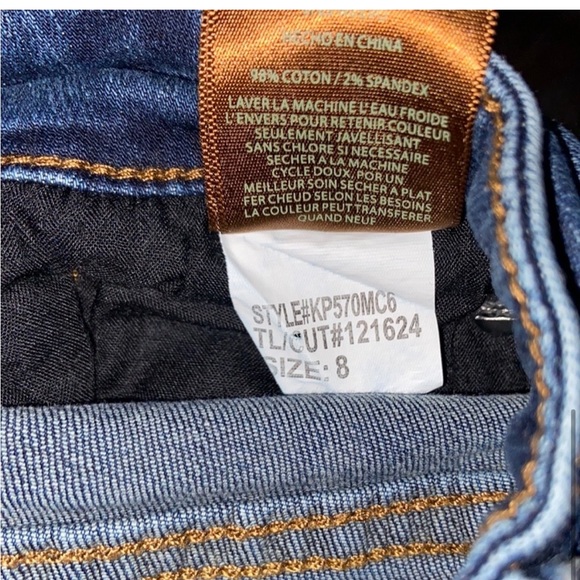 HECHO EN CHINA
98% COTON / 2% SPANDEX
LAVER LA MACHINE L'EAU FROIDE
L'ENVERS POUR RETENIR COULEUR
SEULEMENT JAVELLISANT
SANS CHLORE SI NECESSAIRE
SECHER A LA MACHINE
CYCLE DOUX, POR UN
MEILLEUR SOIN SECHER A PLAT
FER CHEUD SELON LES BESOINS
LA COULEUR PEUT TRANSFERER
QUAND NEUF
STYLE#KP570MC6
TL/CUT#121624
SIZE: 8